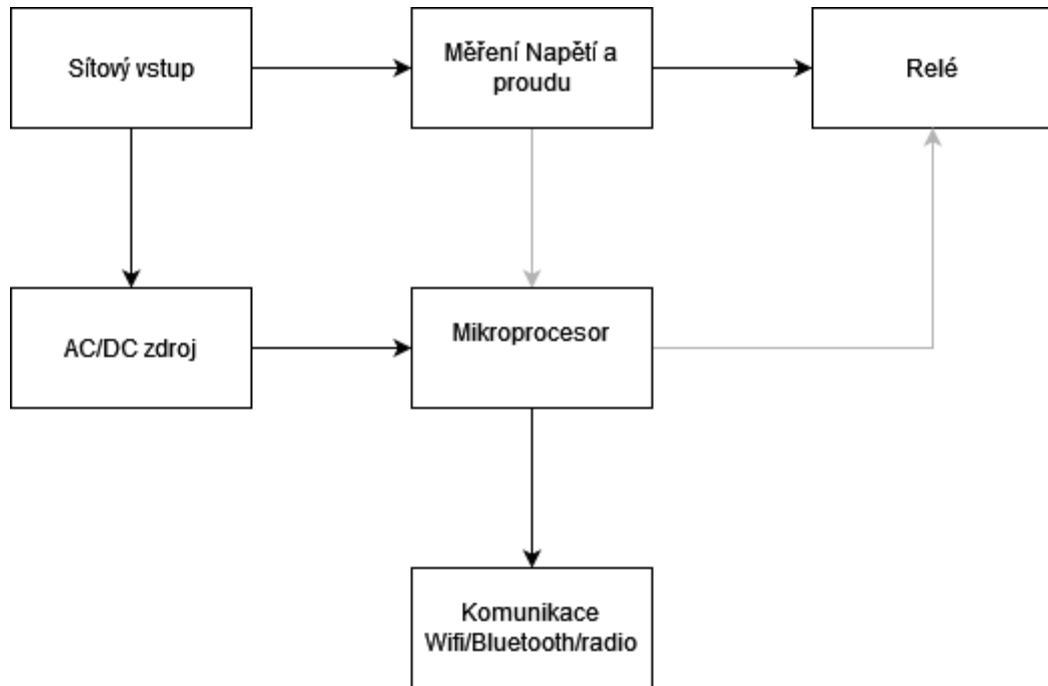 Sítový vstup
Měření Napětí a
proudu
Relé
AC/DC zdroj
Mikroprocesor
Komunikace
Wifi/Bluetooth/radio